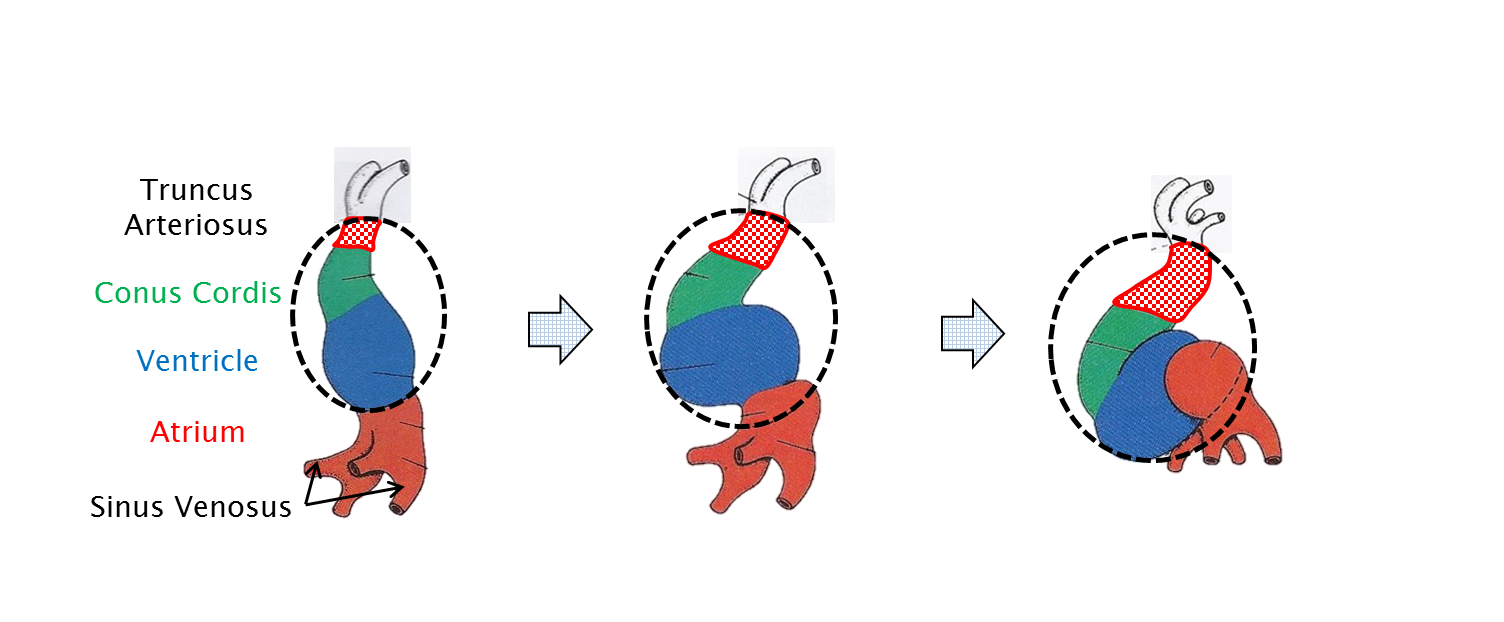 Truncus
Arteriosus
Conus Cordis
Ventricle
Atrium
Sinus Venosus